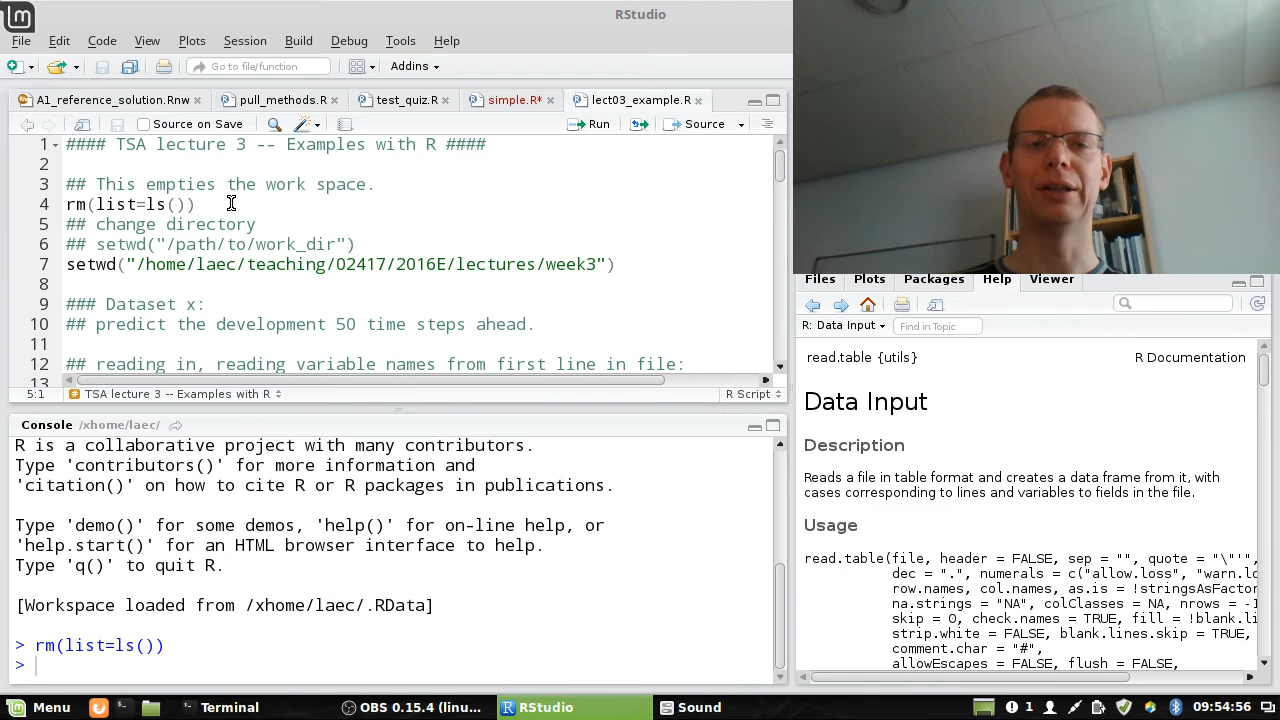 RStudio
File Edit Code View Plots Session Build Debug Tools Help
Go to file/function Addins
A1_reference_solution.Rnw × pull_methods.R × test_quiz.R × simple.R* × lect03_example.R ×
Source on Save Run Source
1 #### TSA lecture 3 -- Examples with R ####
2
3 ## This empties the work space.
4 rm(list=ls())
5 ## change directory
6 ## setwd("/path/to/work_dir")
7 setwd("/home/laec/teaching/02417/2016E/lectures/week3")
8
9 ### Dataset x:
10 ## predict the development 50 time steps ahead.
11
12 ## reading in, reading variable names from first line in file:
13
5:1 TSA lecture 3 -- Examples with R R Script
Console /xhome/laec/
R is a collaborative project with many contributors.
Type 'contributors()' for more information and
'citation()' on how to cite R or R packages in publications.
Type 'demo()' for some demos, 'help()' for on-line help, or
'help.start()' for an HTML browser interface to help.
Type 'q()' to quit R.
[Workspace loaded from /xhome/laec/.RData]
> rm(list=ls())
>
Files Plots Packages Help Viewer
R: Data Input Find in Topic
read.table {utils} R Documentation
Data Input
Description
Reads a file in table format and creates a data frame from it, with
cases corresponding to lines and variables to fields in the file.
Usage
read.table(file, header = FALSE, sep = "", quote = "\"'",
dec = ".", numerals = c("allow.loss", "warn.lo
row.names, col.names, as.is = !stringsAsFactor
na.strings = "NA", colClasses = NA, nrows = -1
skip = 0, check.names = TRUE, fill = !blank.li
strip.white = FALSE, blank.lines.skip = TRUE,
comment.char = "#",
allowEscapes = FALSE, flush = FALSE,
Menu Terminal OBS 0.15.4 (linu... RStudio Sound 1 09:54:56